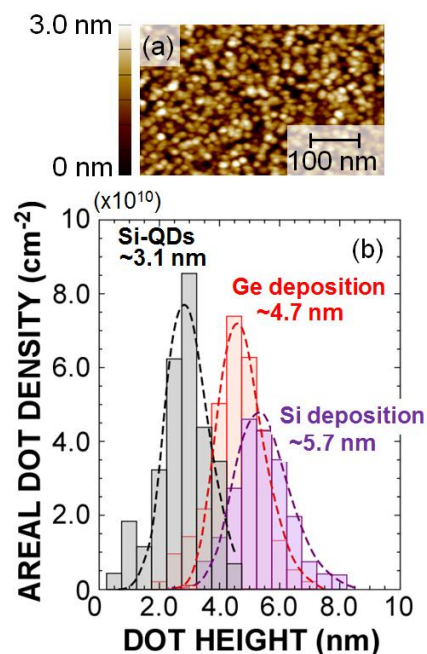 3.0 nm
(a)
0 nm
100 nm
(x10¹⁰)
10
8.0
6.0
4.0
2.0
0
AREAL DOT DENSITY (cm⁻²)
Si-QDs
~3.1 nm
(b)
Ge deposition
~4.7 nm
Si deposition
~5.7 nm
0 2.0 4.0 6.0 8.0 10
DOT HEIGHT (nm)